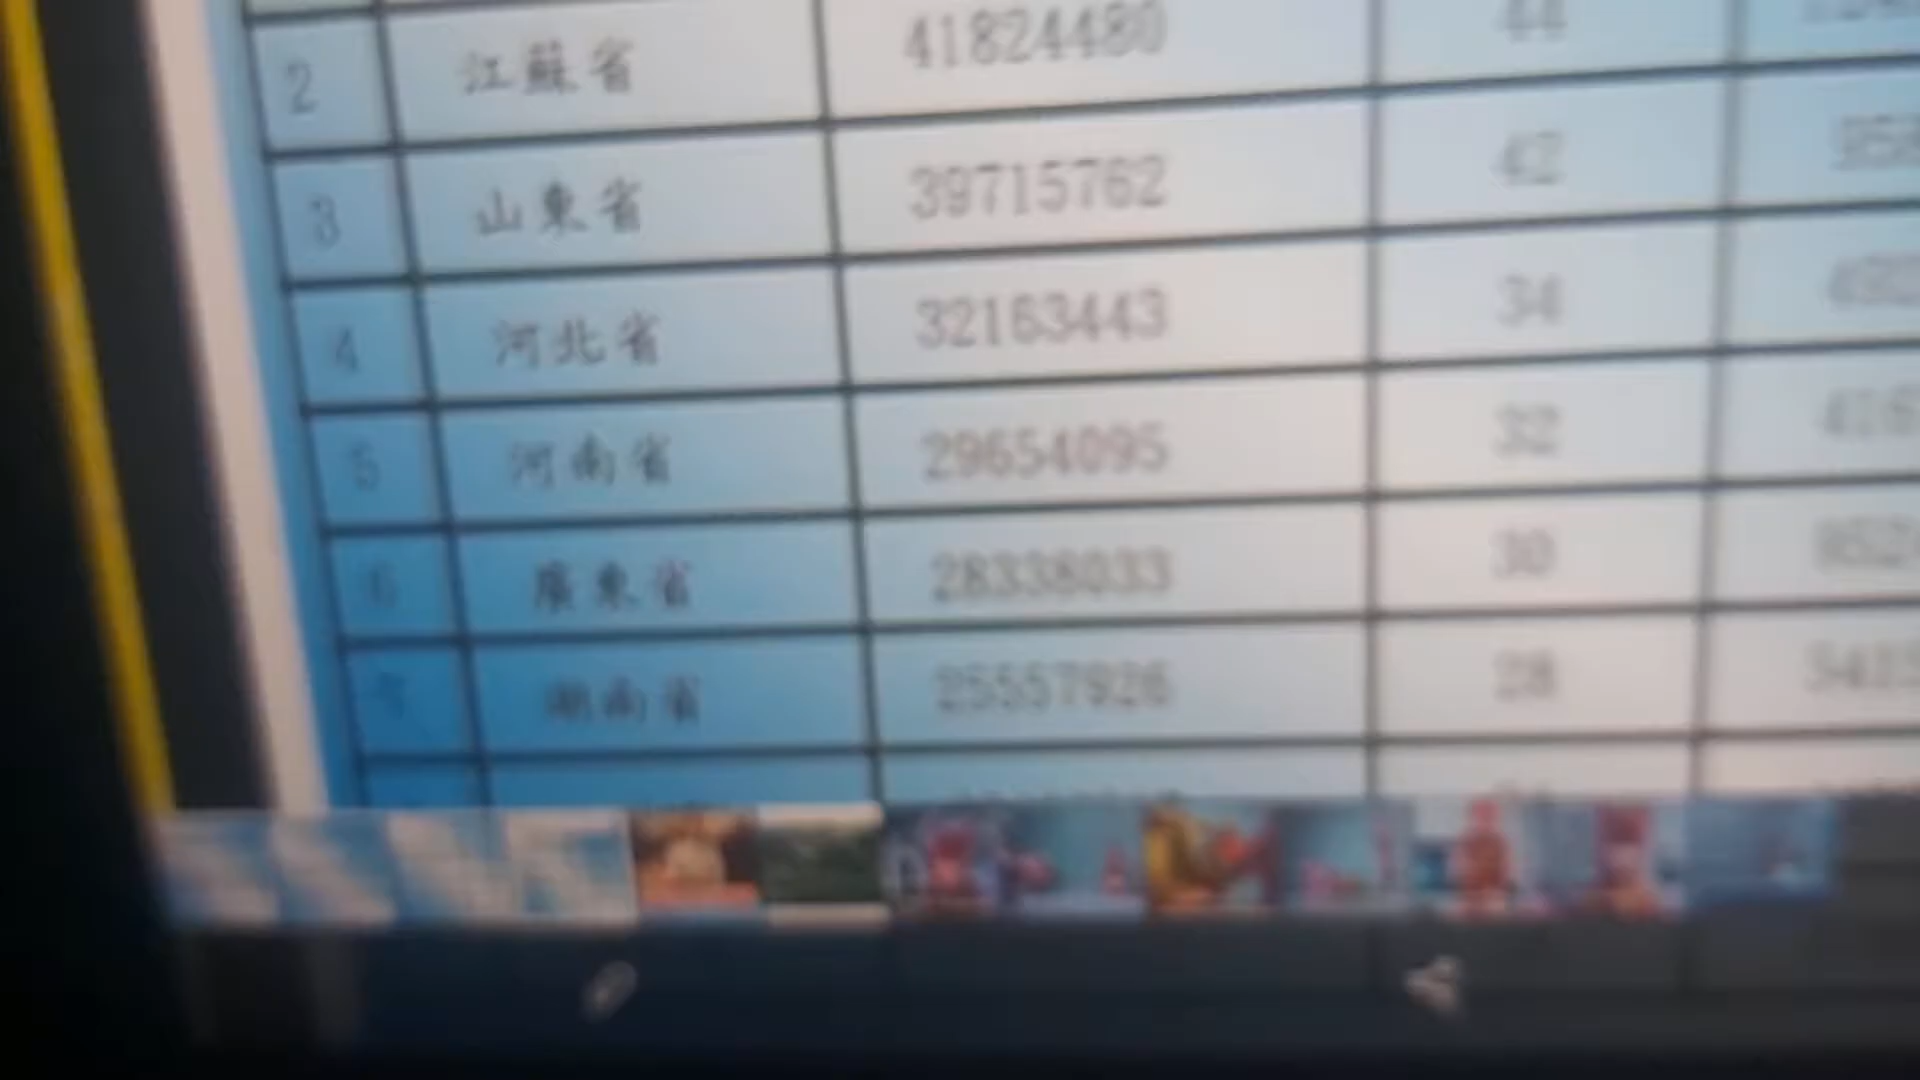 2 江蘇省 41824480 44
3 山東省 39715762 42
4 河北省 32163443 34
5 河南省 29654095 32
6 廣東省 28338033 30
7 湖南省 25557926 28